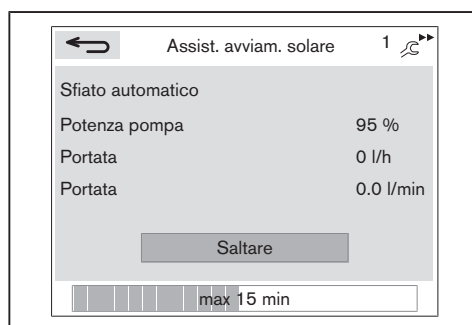 Assist. avviam. solare 1
Sfiato automatico
Potenza pompa 95 %
Portata 0 l/h
Portata 0.0 l/min
Saltare
max 15 min